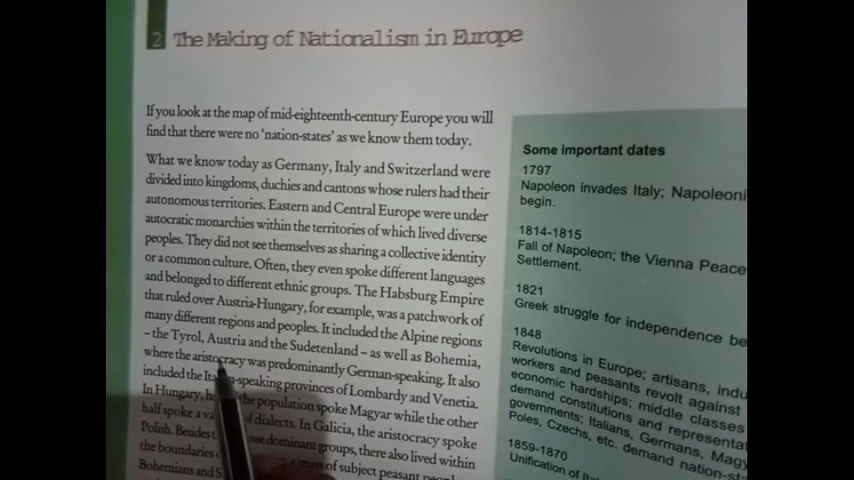 2 The Making of Nationalism in Europe
If you look at the map of mid-eighteenth-century Europe you will
find that there were no 'nation-states' as we know them today.
What we know today as Germany, Italy and Switzerland were
divided into kingdoms, duchies and cantons whose rulers had their
autonomous territories. Eastern and Central Europe were under
autocratic monarchies within the territories of which lived diverse
peoples. They did not see themselves as sharing a collective identity
or a common culture. Often, they even spoke different languages
and belonged to different ethnic groups. The Habsburg Empire
that ruled over Austria-Hungary, for example, was a patchwork of
many different regions and peoples. It included the Alpine regions
– the Tyrol, Austria and the Sudetenland – as well as Bohemia,
where the aristocracy was predominantly German-speaking. It also
included the -speaking provinces of Lombardy and Venetia.
In Hungary, the population spoke Magyar while the other
half spoke a dialects. In Galicia, the aristocracy spoke
Polish. Besides dominant groups, there also lived within
the boundaries mass of subject peasant
Bohemians and
Some important dates
1797
Napoleon invades Italy; Napoleoni
begin.
1814-1815
Fall of Napoleon; the Vienna Peace
Settlement.
1821
Greek struggle for independence be
1848
Revolutions in Europe; artisans, indu
workers and peasants revolt against
economic hardships; middle classes
demand constitutions and representat
governments; Italians, Germans, Magy
Poles, Czechs, etc. demand nation-sta
1859-1870
Unification of